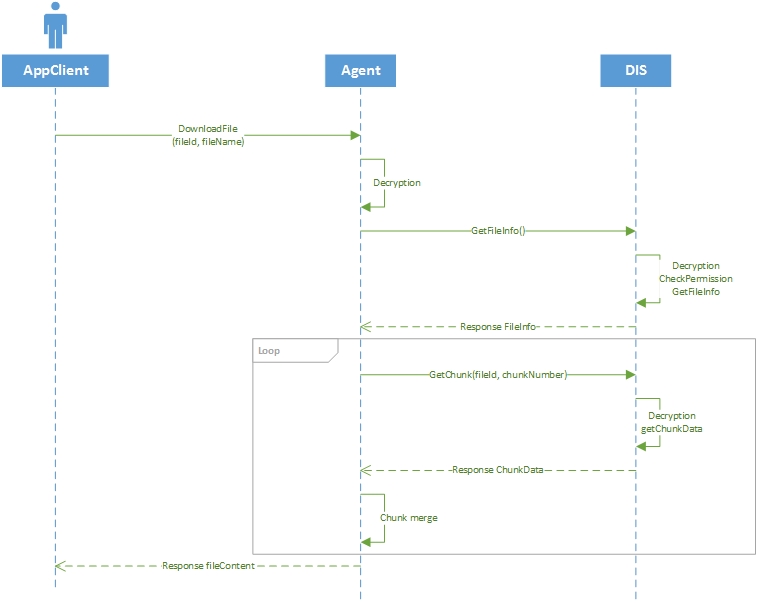 AppClient
Agent
DIS
DownloadFile
(fileId, fileName)
Decryption
GetFileInfo()
Decryption
CheckPermission
GetFileInfo
Response FileInfo
Loop
GetChunk(fileId, chunkNumber)
Decryption
getChunkData
Response ChunkData
Chunk merge
Response fileContent